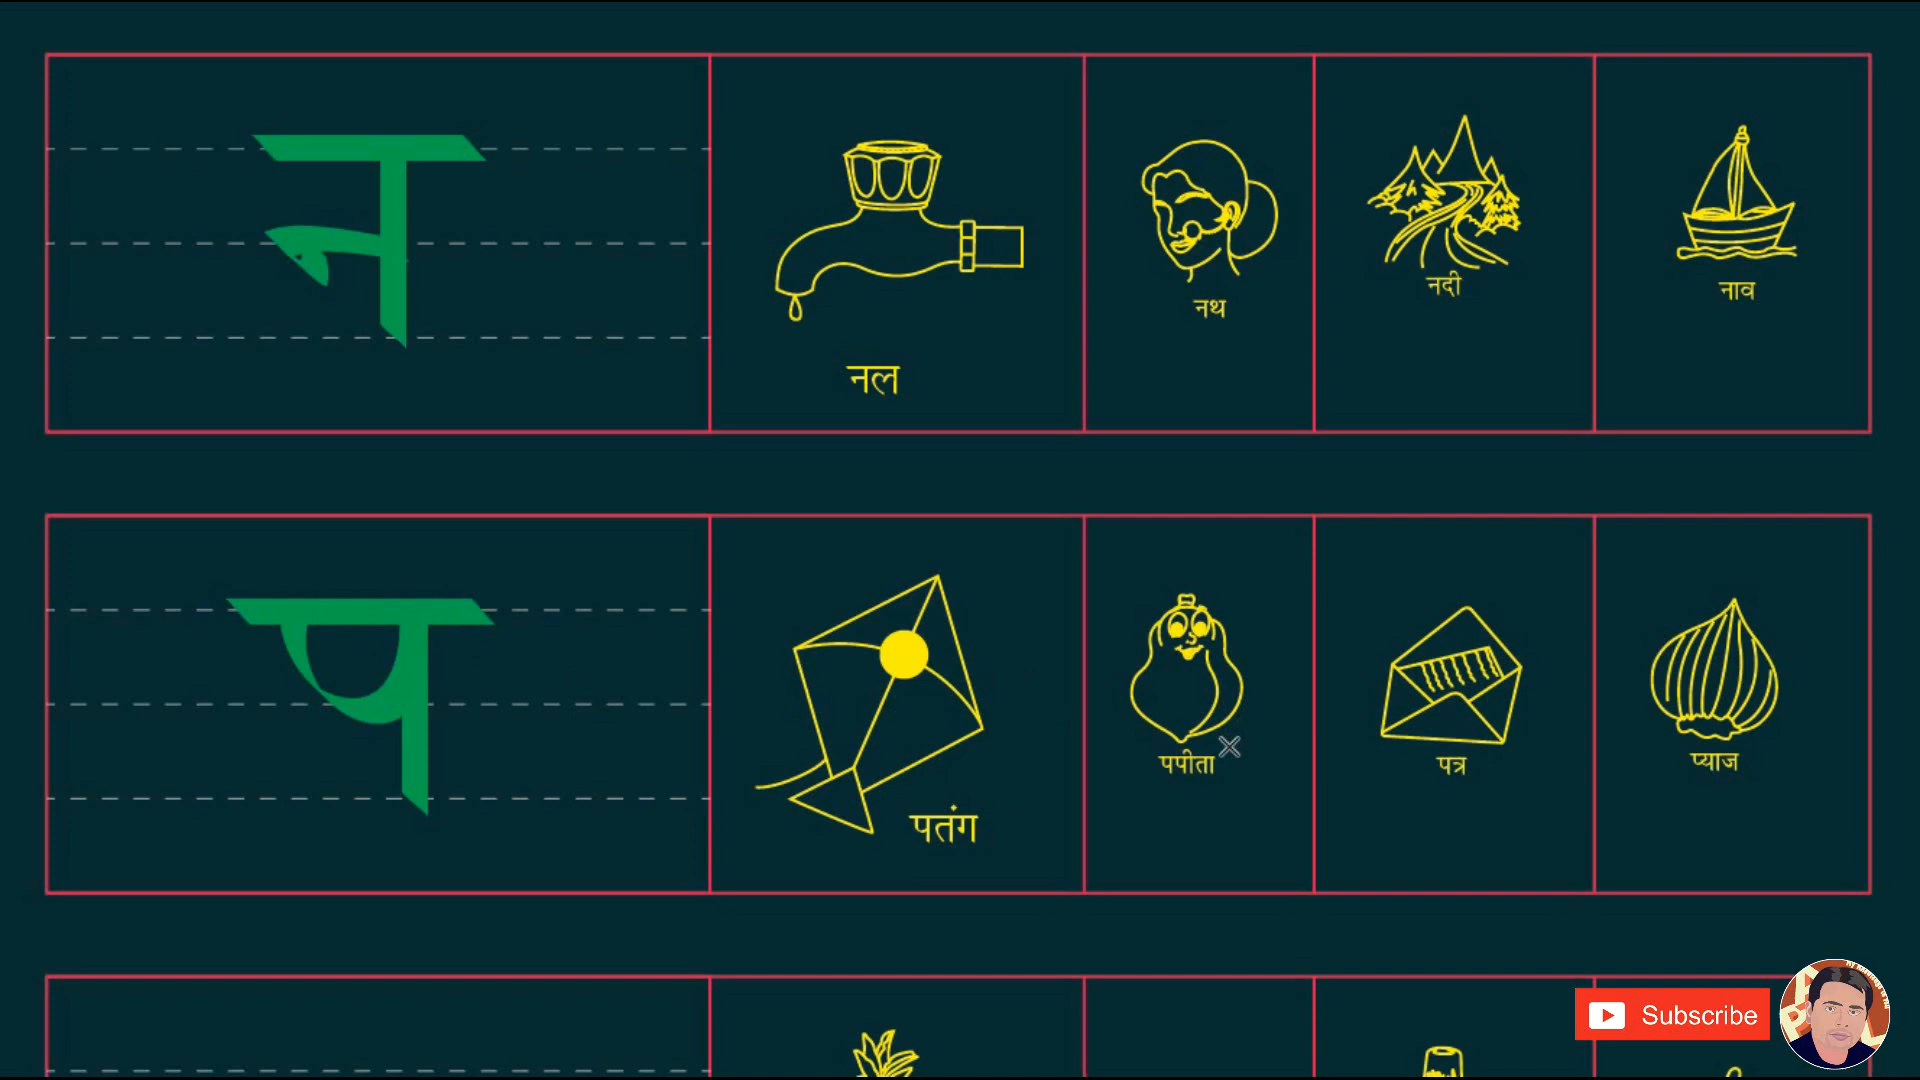 न
नल
नथ
नदी
नाव
प
पतंग
पपीता
पत्र
प्याज
Subscribe